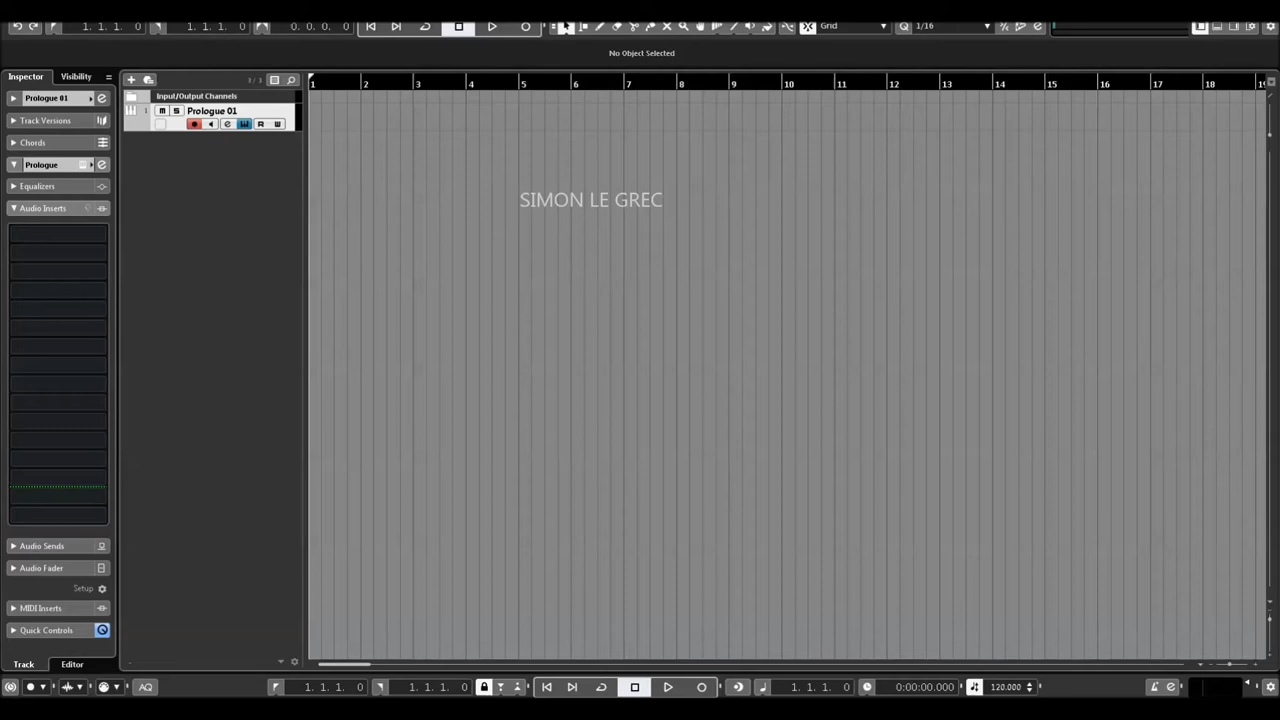 1. 1. 1. 0
1. 1. 1. 0
0. 0. 0. 0
Grid
Q
1/16
No Object Selected
Inspector
Visibility
3 / 3
Prologue 01
Track Versions
Chords
Prologue
Equalizers
Audio Inserts
Audio Sends
Audio Fader
Setup
MIDI Inserts
Quick Controls
Track
Editor
Input/Output Channels
1
M
S
Prologue 01
R
W
1 2 3 4 5 6 7 8 9 10 11 12 13 14 15 16 17 18 19
SIMON LE GREC
AQ
1. 1. 1. 0
1. 1. 1. 0
1. 1. 1. 0
0:00:00.000
120.000